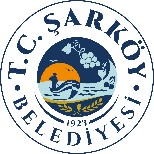 T.C. ŞARKÖY
1923
BELEDİYESİ